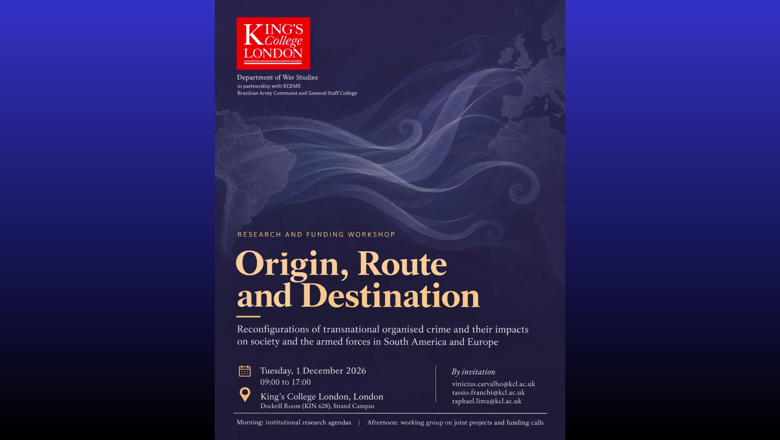 KING'S
College
LONDON
Department of War Studies
in partnership with ECEME
Brazilian Army Command and General Staff College
RESEARCH AND FUNDING WORKSHOP
Origin, Route
and Destination
Reconfigurations of transnational organised crime and their impacts
on society and the armed forces in South America and Europe
Tuesday, 1 December 2026
09:00 to 17:00
King's College London, London
Dockrill Room (KIN 628), Strand Campus
By invitation
vinicius.carvalho@kcl.ac.uk
tassio.franchi@kcl.ac.uk
raphael.lima@kcl.ac.uk
Morning: institutional research agendas | Afternoon: working group on joint projects and funding calls